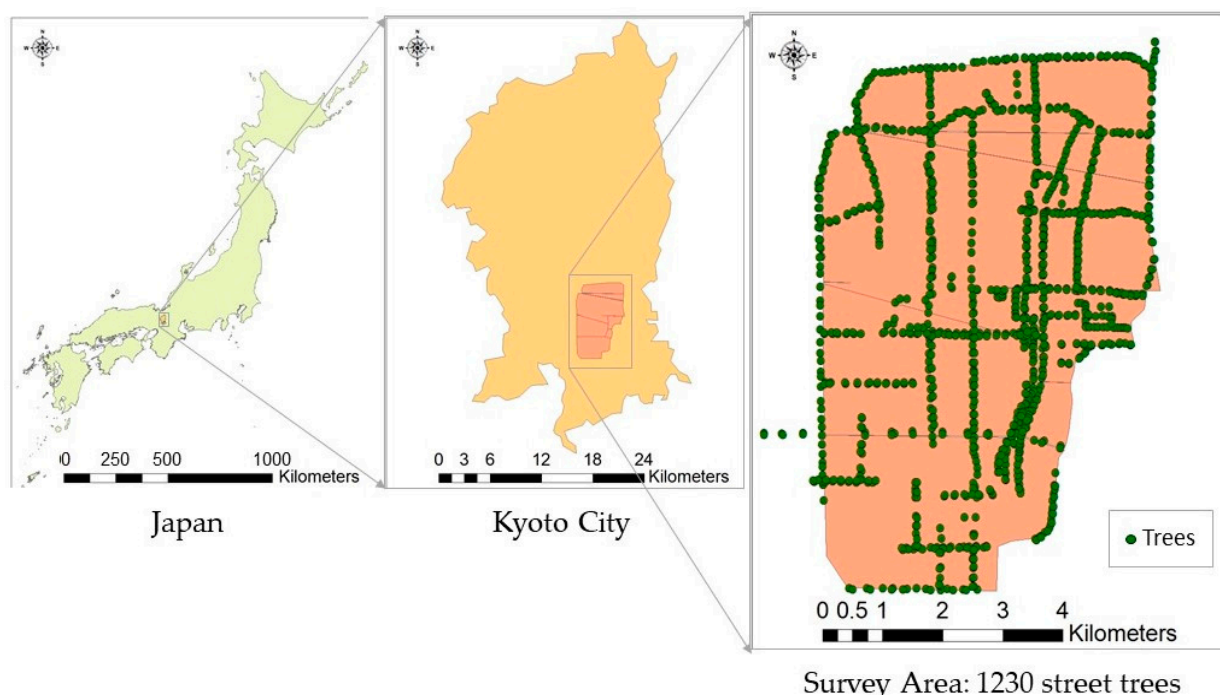 N
W E
S
0 250 500 1000
Kilometers
Japan
N
W E
S
0 3 6 12 18 24
Kilometers
Kyoto City
N
W E
S
Trees
0 0.5 1 2 3 4
Kilometers
Survey Area: 1230 street trees